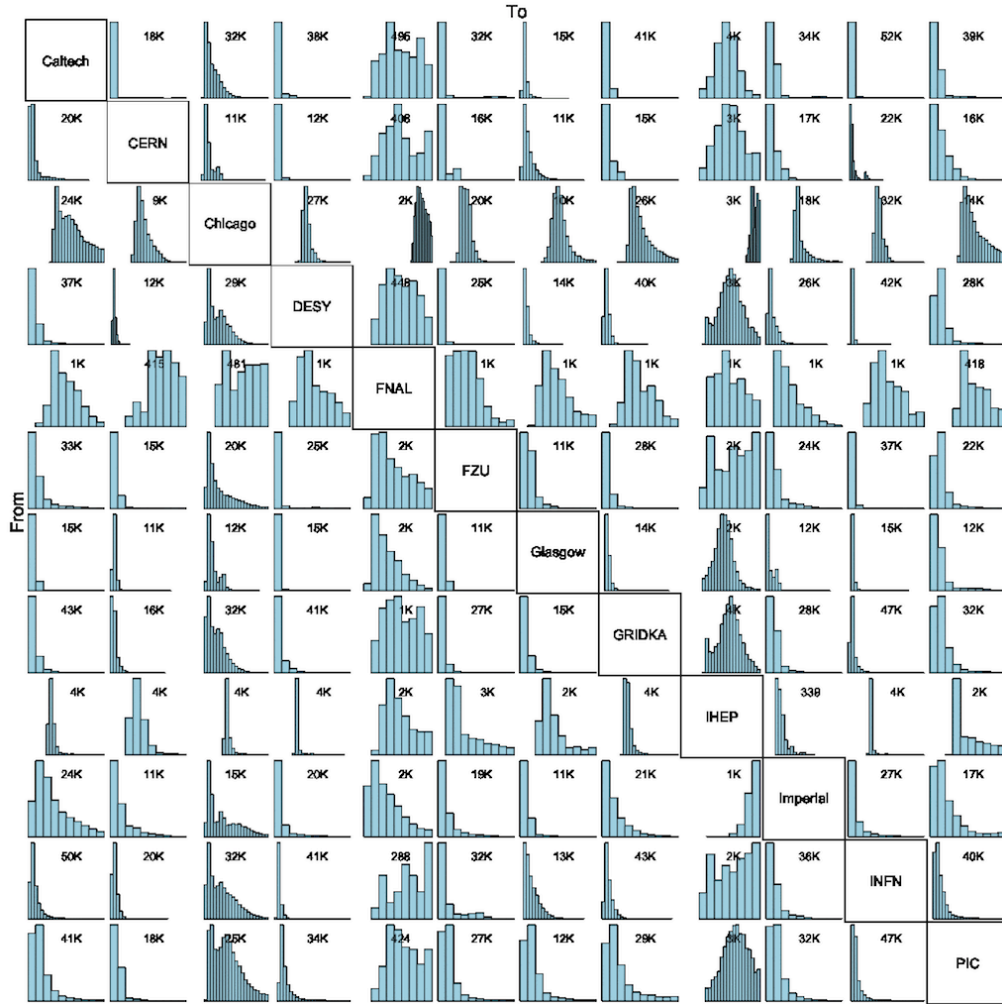 To
Caltech 18K 32K 38K 496 32K 15K 41K 4K 34K 52K 39K
20K CERN 11K 12K 408 16K 11K 15K 3K 17K 22K 16K
24K 9K Chicago 27K 2K 20K 10K 26K 3K 18K 32K 14K
37K 12K 29K DESY 448 25K 14K 40K 3K 26K 42K 28K
1K 415 481 1K FNAL 1K 1K 1K 1K 1K 1K 418
33K 15K 20K 25K 2K FZU 11K 28K 2K 24K 37K 22K
From
15K 11K 12K 15K 2K 11K Glasgow 14K 2K 12K 15K 12K
43K 16K 32K 41K 1K 27K 15K GRIDKA 4K 28K 47K 32K
4K 4K 4K 4K 2K 3K 2K 4K IHEP 339 4K 2K
24K 11K 15K 20K 2K 19K 11K 21K 1K Imperial 27K 17K
50K 20K 32K 41K 288 32K 13K 43K 2K 36K INFN 40K
41K 18K 25K 34K 424 27K 12K 29K 32K 47K PIC